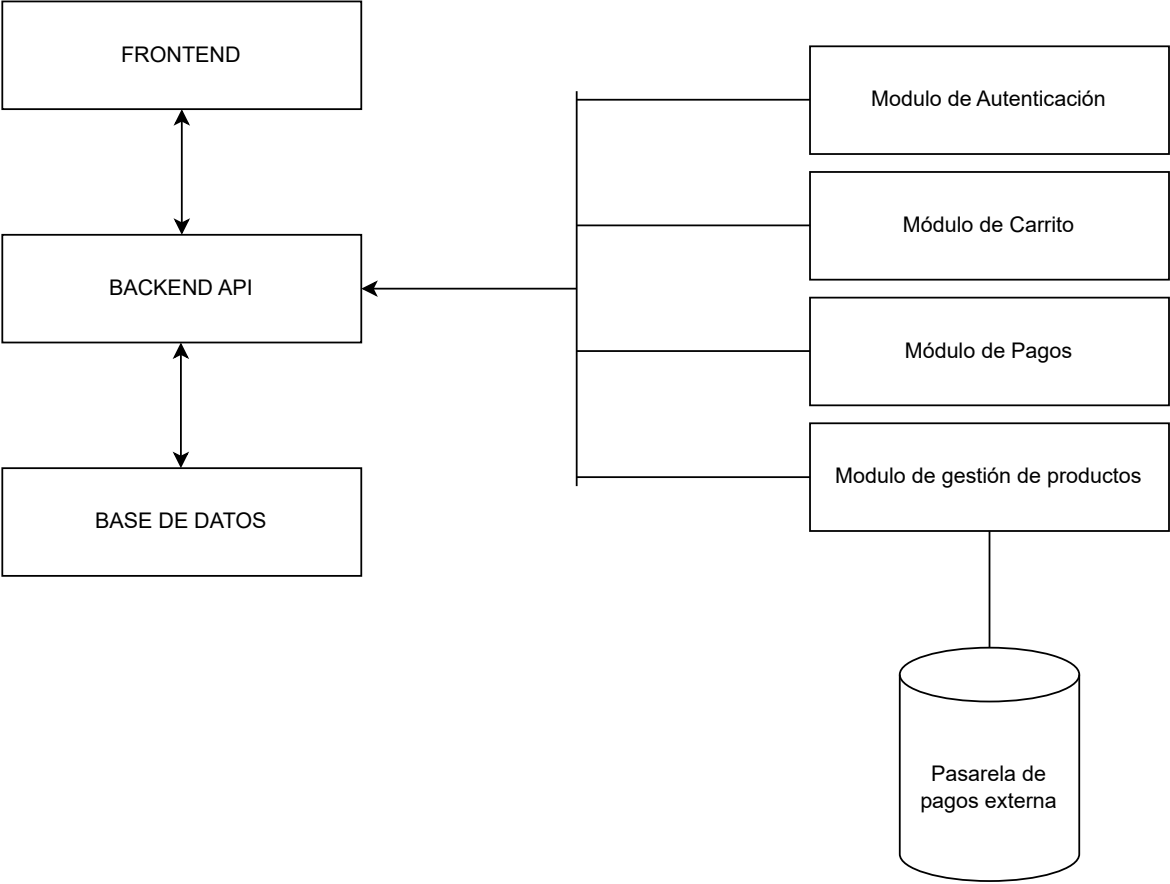 FRONTEND
BACKEND API
BASE DE DATOS
Modulo de Autenticación
Módulo de Carrito
Módulo de Pagos
Modulo de gestión de productos
Pasarela de
pagos externa